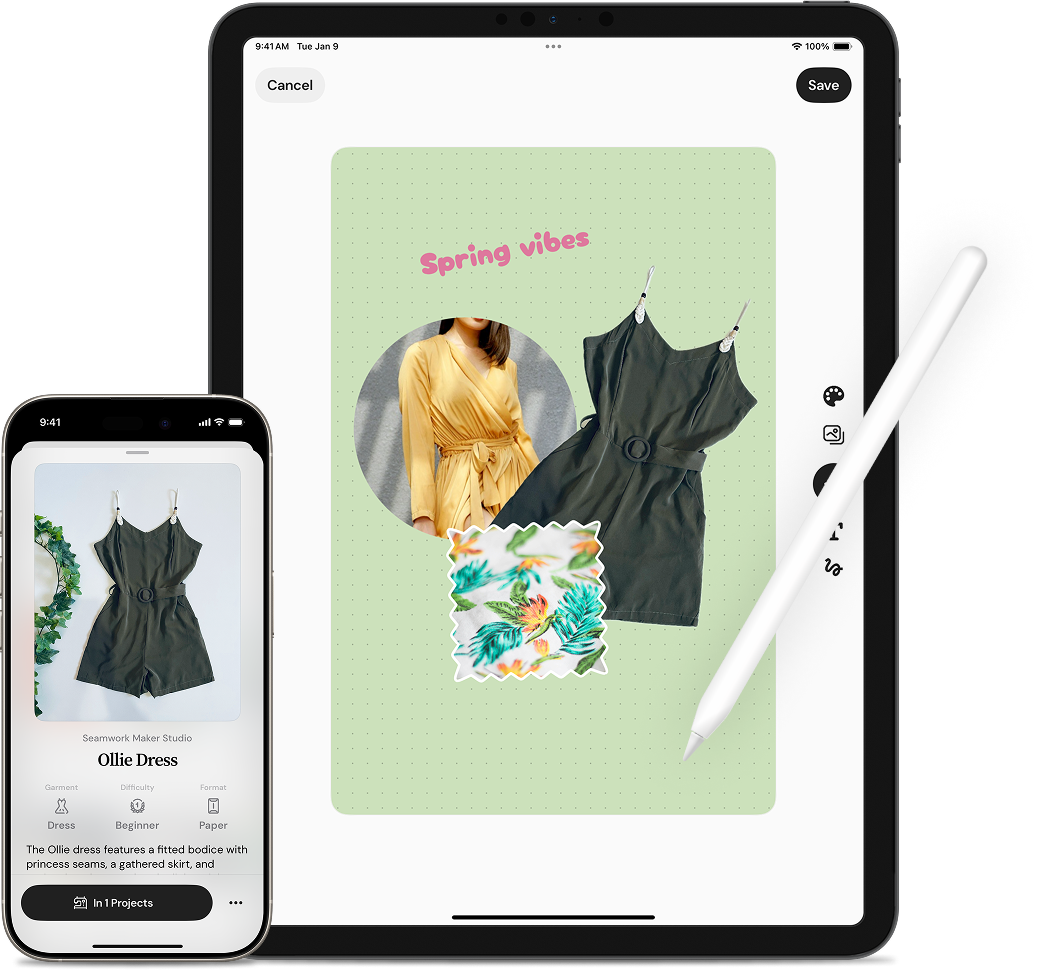 9:41 AM Tue Jan 9
100%
Cancel
Save
Spring vibes
9:41
Seamwork Maker Studio
Ollie Dress
Garment Difficulty Format
1
Dress Beginner Paper
The Ollie dress features a fitted bodice with
princess seams, a gathered skirt, and
In 1 Projects